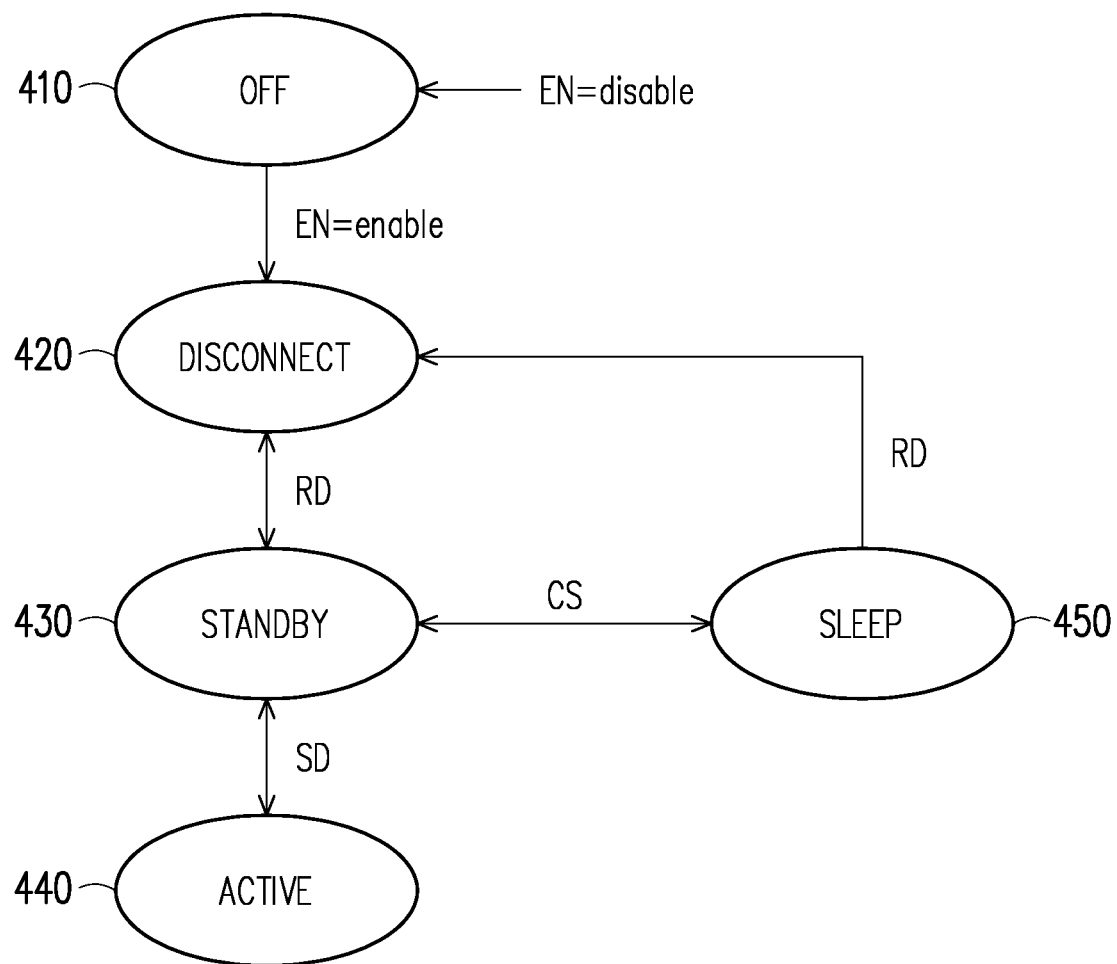 410
OFF
EN=disable
EN=enable
420
DISCONNECT
RD
RD
430
STANDBY
CS
SLEEP
450
SD
440
ACTIVE